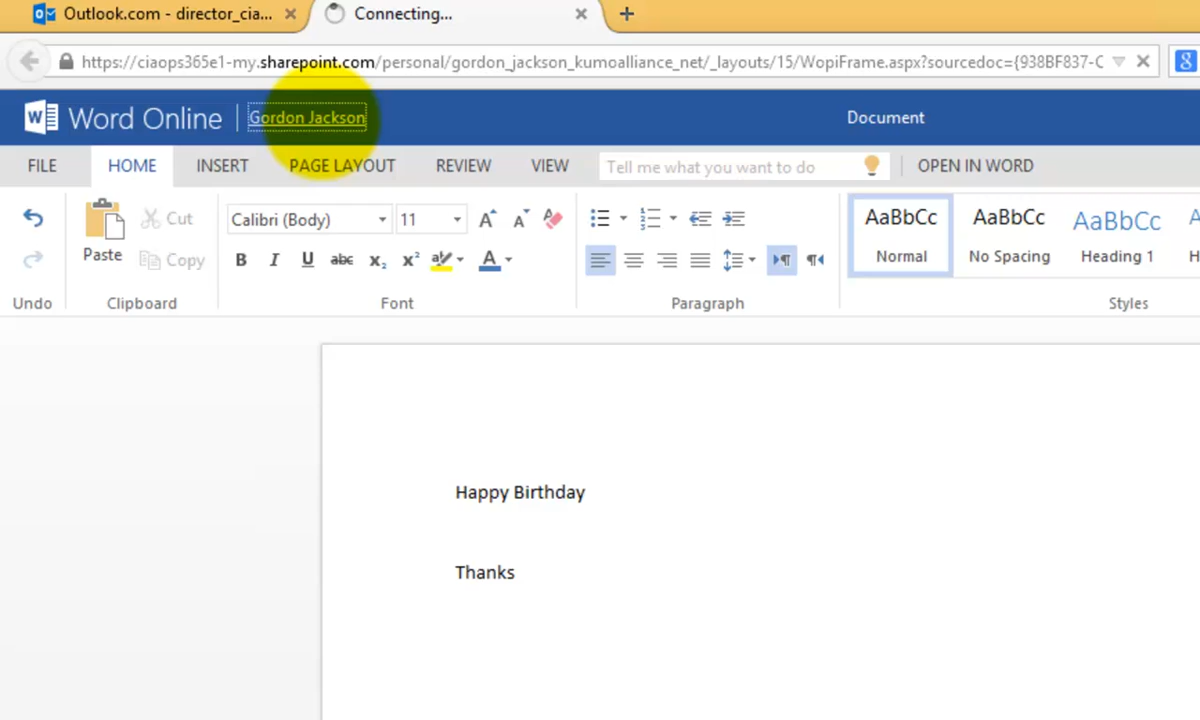 Outlook.com - director_cia...
Connecting...
https://ciaops365e1-my.sharepoint.com/personal/gordon_jackson_kumoalliance_net/_layouts/15/WopiFrame.aspx?sourcedoc={938BF837-C
Word Online | Gordon Jackson
Document
FILE HOME INSERT PAGE LAYOUT REVIEW VIEW Tell me what you want to do OPEN IN WORD
Cut
Calibri (Body) 11
AaBbCc AaBbCc AaBbCc
Paste
Copy
Normal No Spacing Heading 1
Undo Clipboard Font Paragraph Styles
Happy Birthday
Thanks